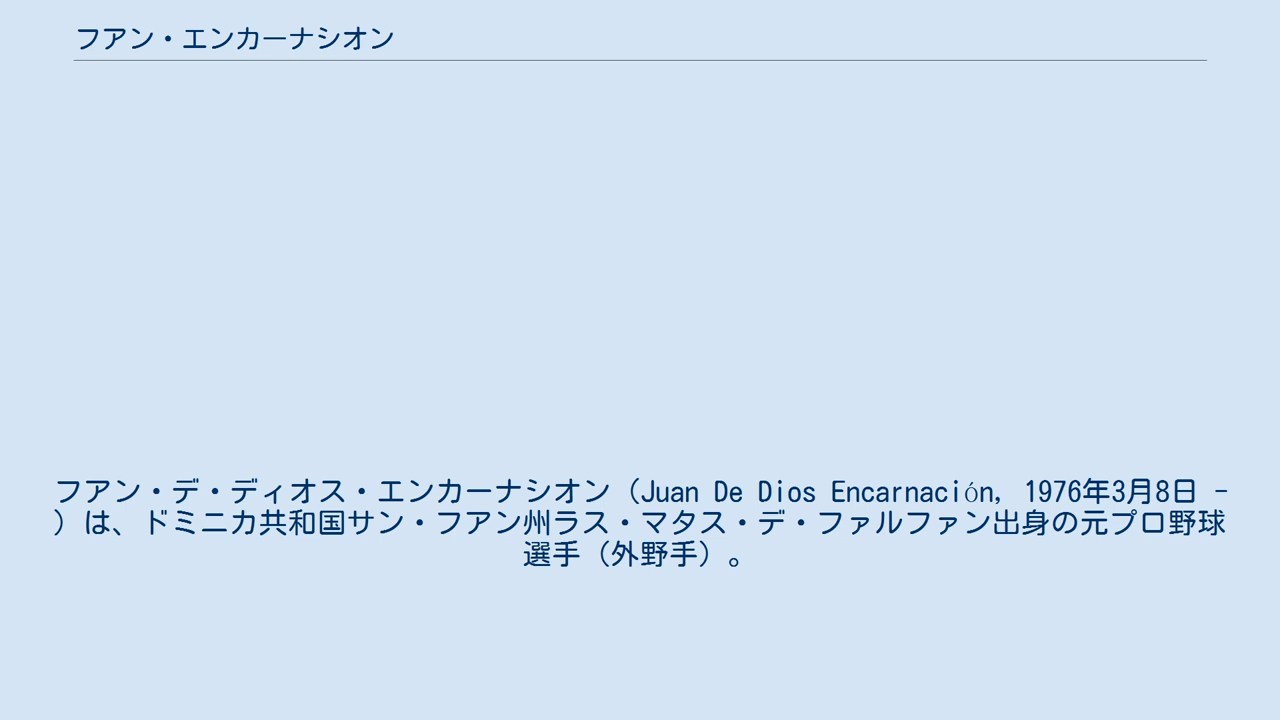 フアン・エンカーナシオン
フアン・デ・ディオス・エンカーナシオン（Juan De Dios Encarnación, 1976年3月8日 -
）は、ドミニカ共和国サン・フアン州ラス・マタス・デ・ファルファン出身の元プロ野球
選手（外野手）。